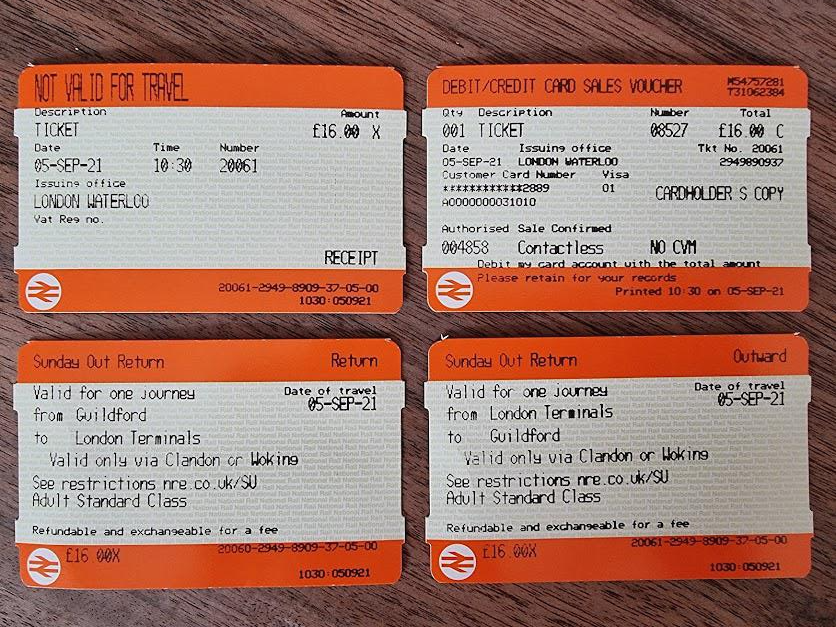 NOT VALID FOR TRAVEL
Description Amount
TICKET £16.00 X
Date Time Number
05-SEP-21 10:30 20061
Issuing office
LONDON WATERLOO
Vat Reg no.
RECEIPT
20061-2949-8909-37-05-00
1030:050921
DEBIT/CREDIT CARD SALES VOUCHER M54757281
T31062384
Qty Description Number Total
001 TICKET 08527 £16.00 C
Date Issuing office Tkt No. 20061
05-SEP-21 LONDON WATERLOO 2949890937
Customer Card Number Visa
************2889 01 CARDHOLDER S COPY
A0000000031010
Authorised Sale Confirmed
004858 Contactless NO CVM
Debit my card account with the total amount
Please retain for your records
Printed 10:30 on 05-SEP-21
Sunday Out Return Return
Valid for one journey Date of travel
from Guildford 05-SEP-21
to London Terminals
Valid only via Clandon or Woking
See restrictions nre.co.uk/SU
Adult Standard Class
Refundable and exchangeable for a fee
£16.00X 20060-2949-8909-37-05-00
1030:050921
Sunday Out Return Outward
Valid for one journey Date of travel
from London Terminals 05-SEP-21
to Guildford
Valid only via Clandon or Woking
See restrictions nre.co.uk/SU
Adult Standard Class
Refundable and exchangeable for a fee
£16.00X 20061-2949-8909-37-05-00
1030:050921